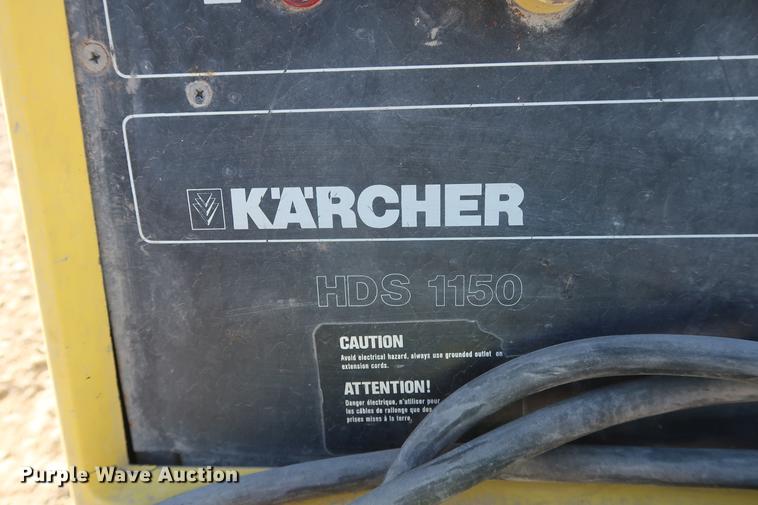 KÄRCHER
HDS 1150
CAUTION
Avoid electrical hazard, always use grounded outlet on
extension cords.
ATTENTION!
Danger électrique, n'utiliser pour
les câbles de rallonge que des
prises mises à la terre.
Purple Wave Auction